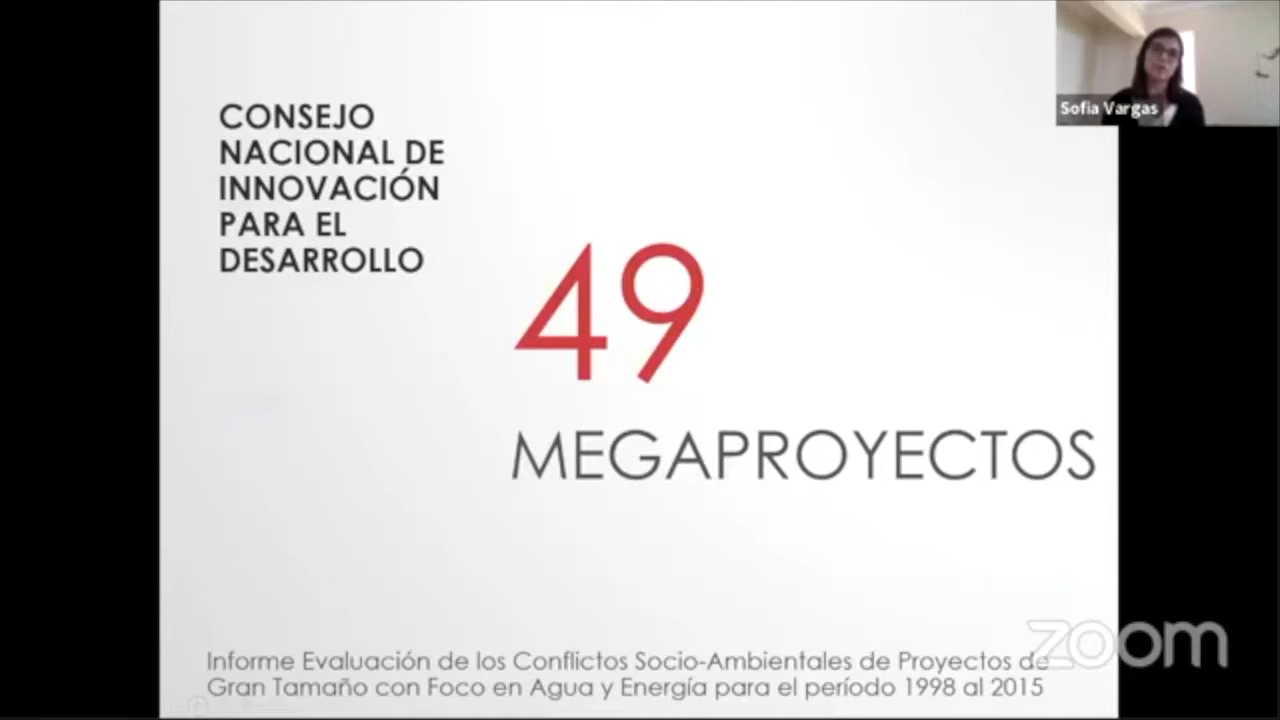 Sofia Vargas
CONSEJO
NACIONAL DE
INNOVACIÓN
PARA EL
DESARROLLO
49
MEGAPROYECTOS
zoom
Informe Evaluación de los Conflictos Socio-Ambientales de Proyectos de
Gran Tamaño con Foco en Agua y Energía para el período 1998 al 2015